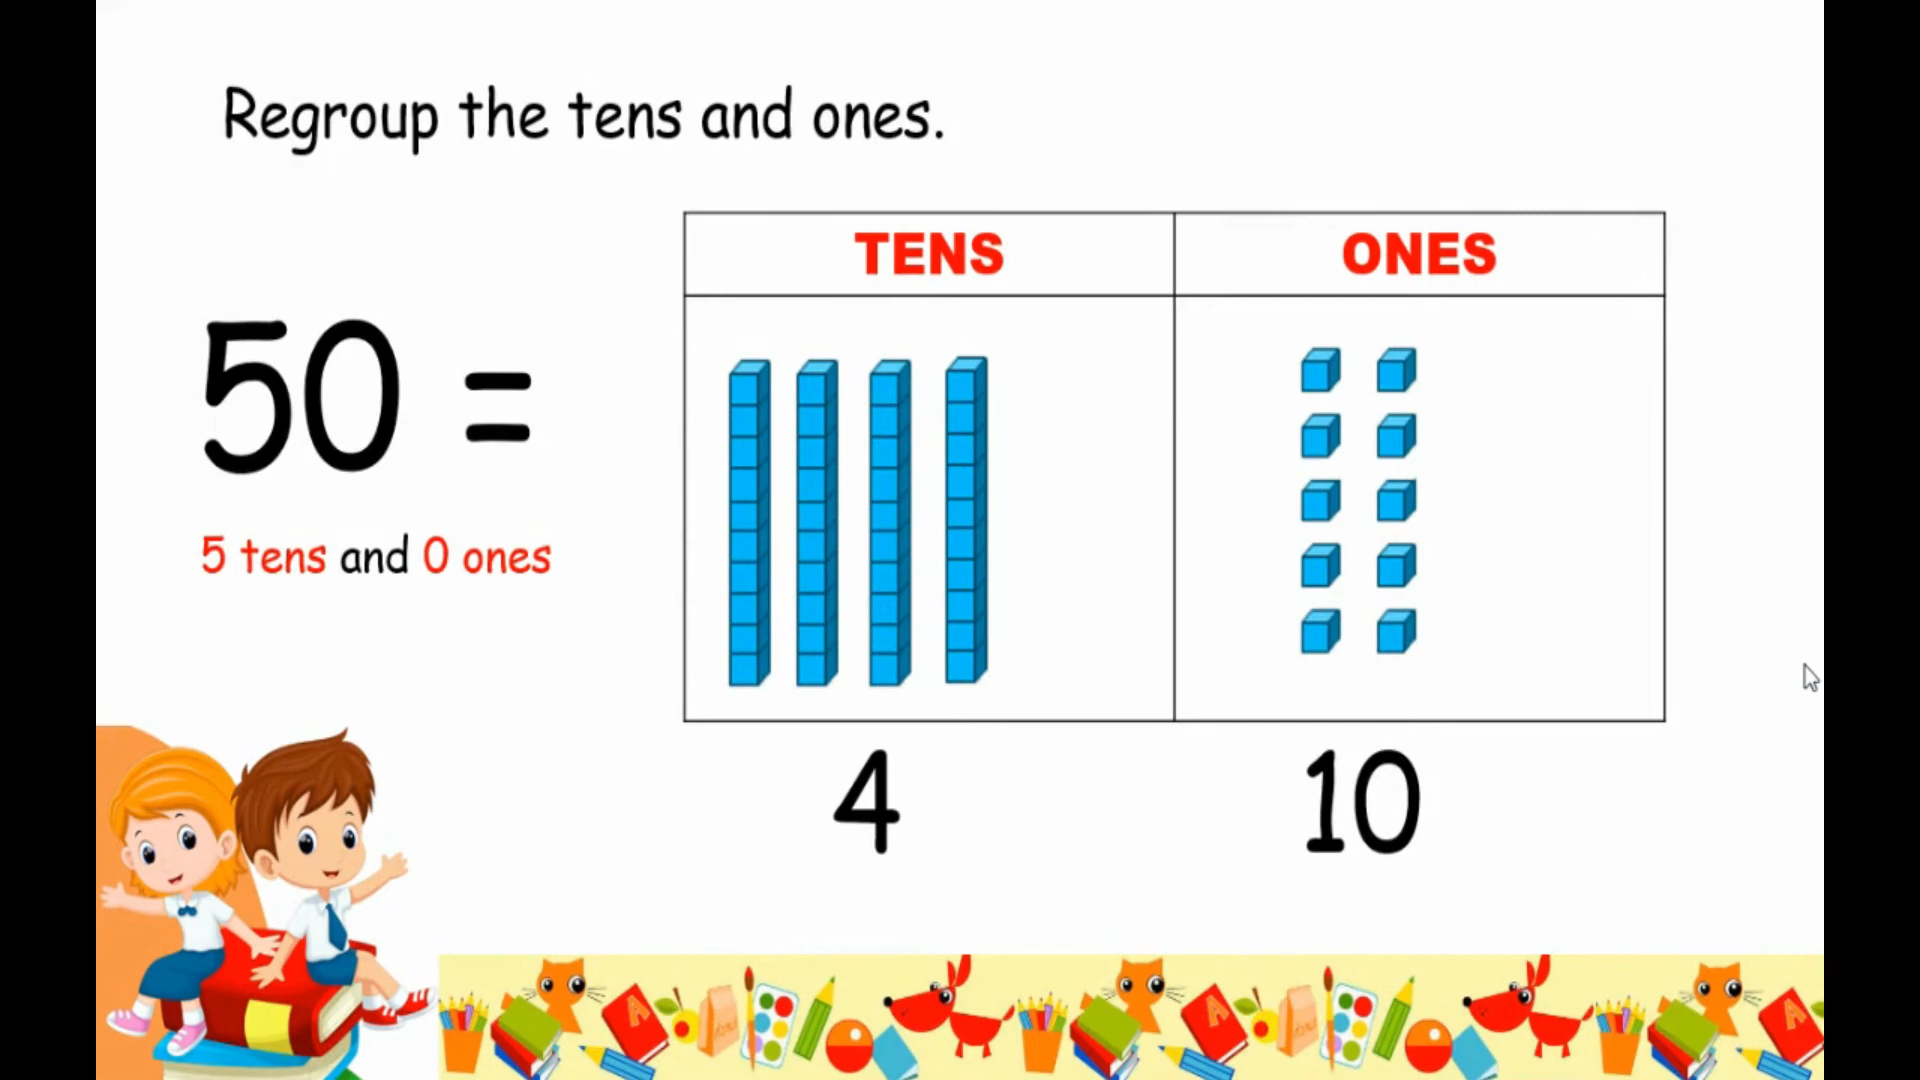 Regroup the tens and ones.
TENS ONES
50 =
5 tens and 0 ones
4 10
A
A
A